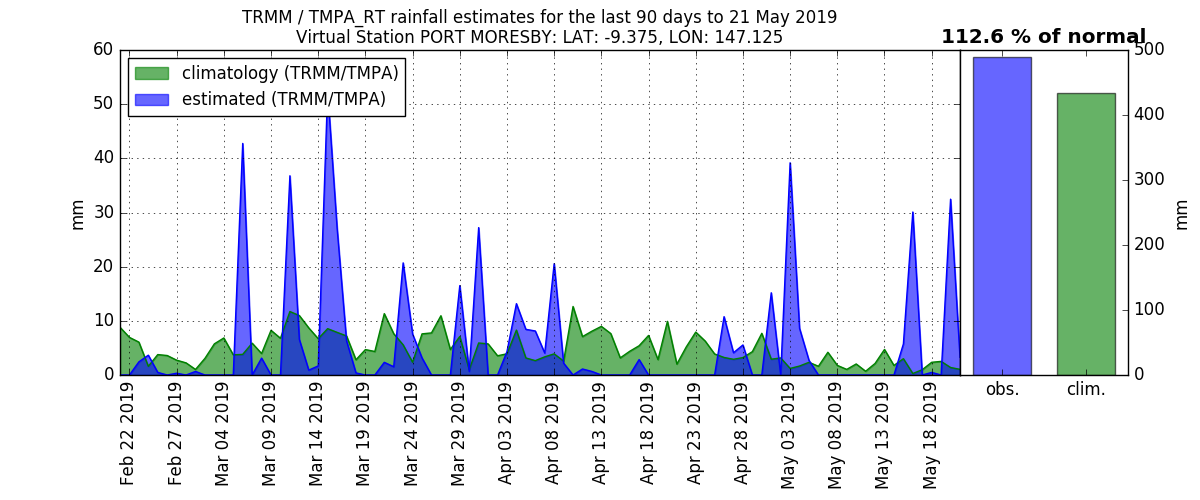 TRMM / TMPA_RT rainfall estimates for the last 90 days to 21 May 2019
Virtual Station PORT MORESBY: LAT: -9.375, LON: 147.125
112.6 % of normal
climatology (TRMM/TMPA)
estimated (TRMM/TMPA)
60
50
40
30
20
10
0
mm
500
400
300
200
100
0
mm
obs.
clim.
Feb 22 2019
Feb 27 2019
Mar 04 2019
Mar 09 2019
Mar 14 2019
Mar 19 2019
Mar 24 2019
Mar 29 2019
Apr 03 2019
Apr 08 2019
Apr 13 2019
Apr 18 2019
Apr 23 2019
Apr 28 2019
May 03 2019
May 08 2019
May 13 2019
May 18 2019